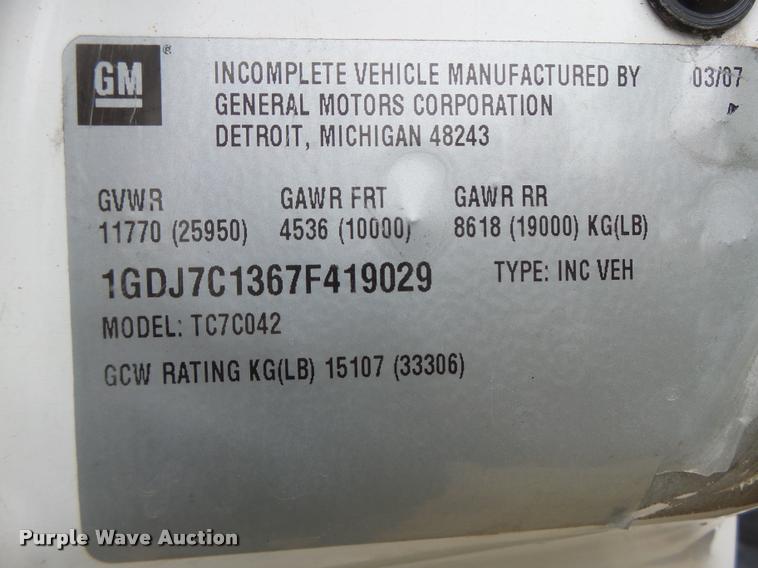 GM ® INCOMPLETE VEHICLE MANUFACTURED BY 03/07
GENERAL MOTORS CORPORATION
DETROIT, MICHIGAN 48243
GVWR GAWR FRT GAWR RR
11770 (25950) 4536 (10000) 8618 (19000) KG(LB)
1GDJ7C1367F419029 TYPE: INC VEH
MODEL: TC7C042
GCW RATING KG(LB) 15107 (33306)
Purple Wave Auction